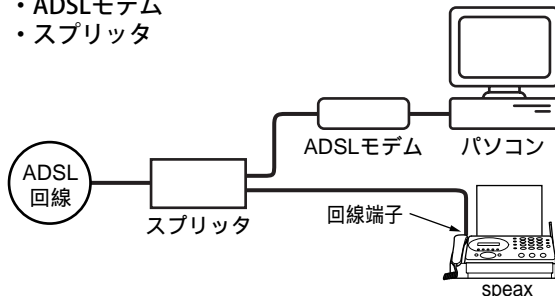 ・ADSLモデム
・スプリッタ
ADSLモデム
パソコン
ADSL
回線
スプリッタ
回線端子
speax